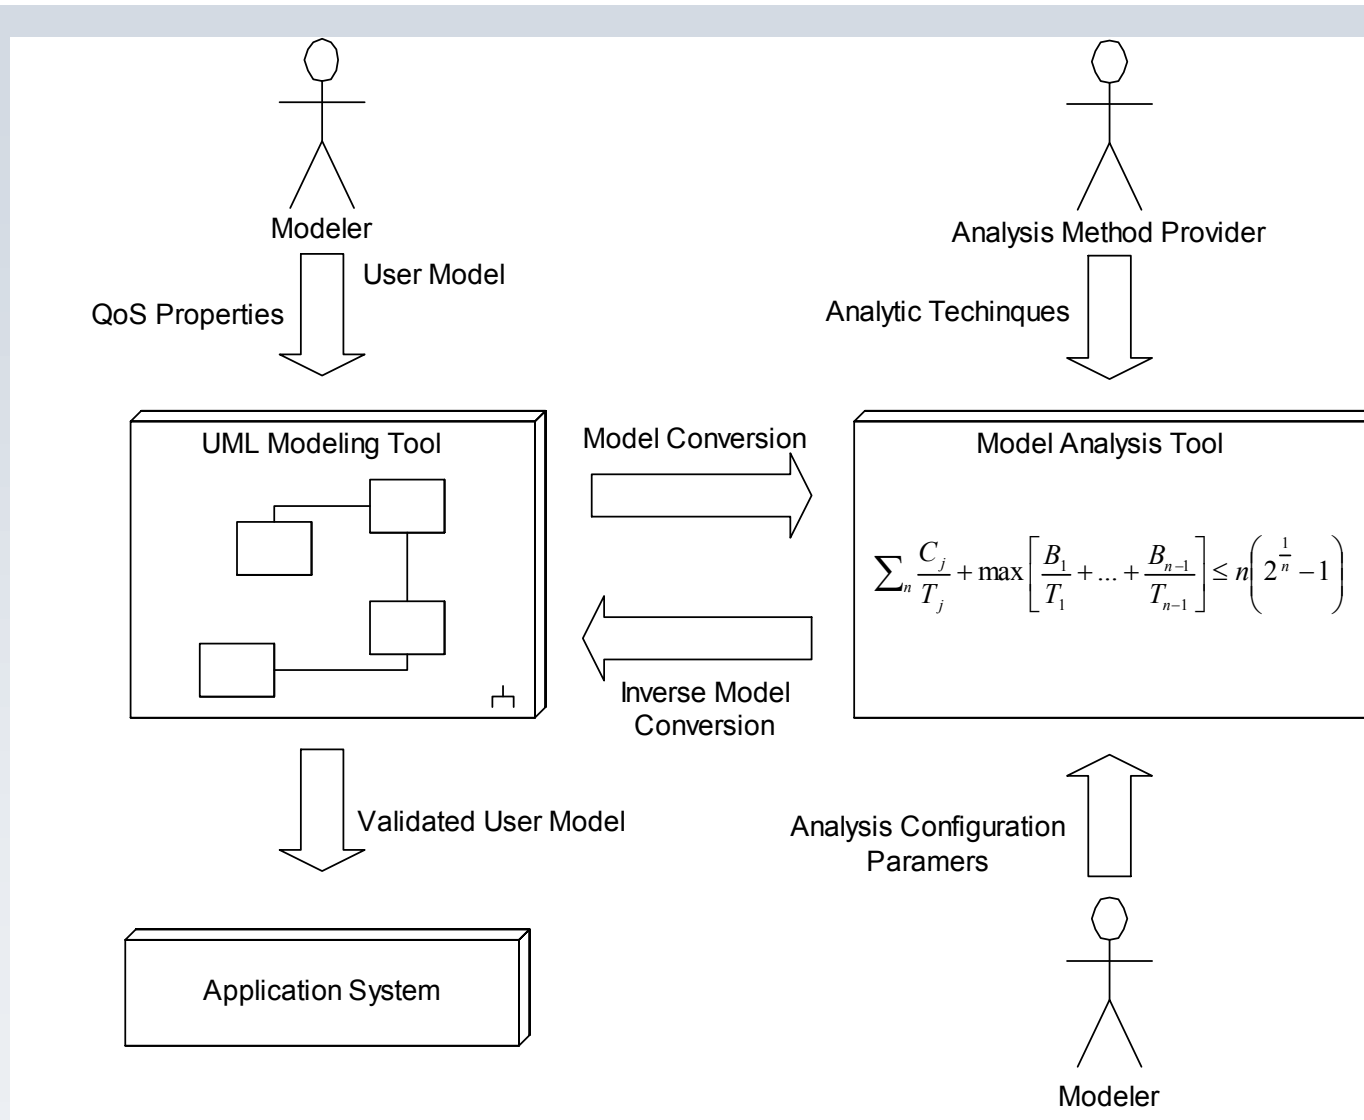 Modeler
Analysis Method Provider
User Model
QoS Properties
Analytic Techinques
UML Modeling Tool
Model Conversion
Model Analysis Tool
∑ₙ C_j/T_j + max[B₁/T₁ + ... + Bₙ₋₁/Tₙ₋₁] ≤ n(2^(1/n) − 1)
Inverse Model
Conversion
Validated User Model
Analysis Configuration
Paramers
Application System
Modeler